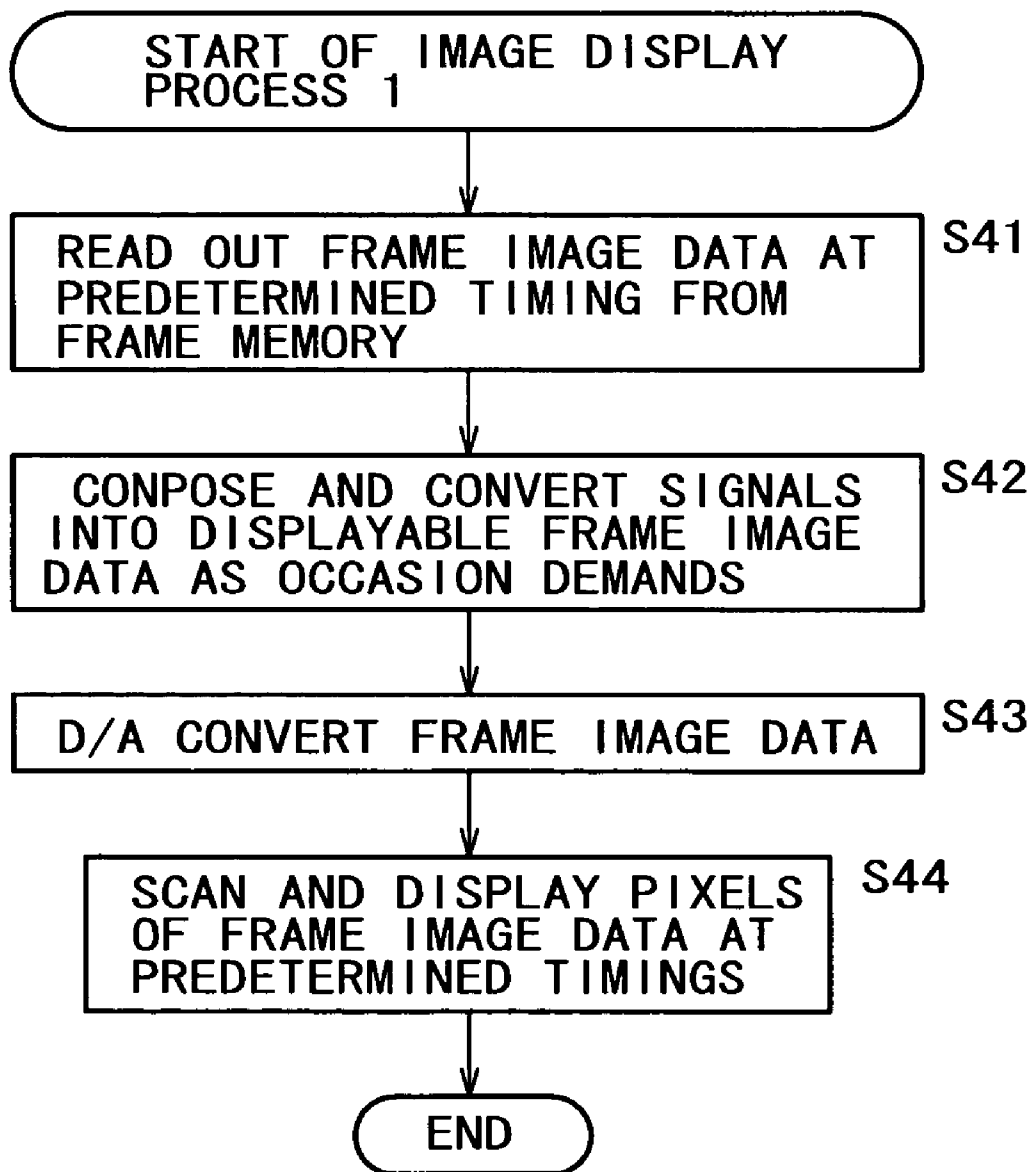 START OF IMAGE DISPLAY
PROCESS 1
READ OUT FRAME IMAGE DATA AT
PREDETERMINED TIMING FROM
FRAME MEMORY
S41
CONPOSE AND CONVERT SIGNALS
INTO DISPLAYABLE FRAME IMAGE
DATA AS OCCASION DEMANDS
S42
D/A CONVERT FRAME IMAGE DATA
S43
SCAN AND DISPLAY PIXELS
OF FRAME IMAGE DATA AT
PREDETERMINED TIMINGS
S44
END